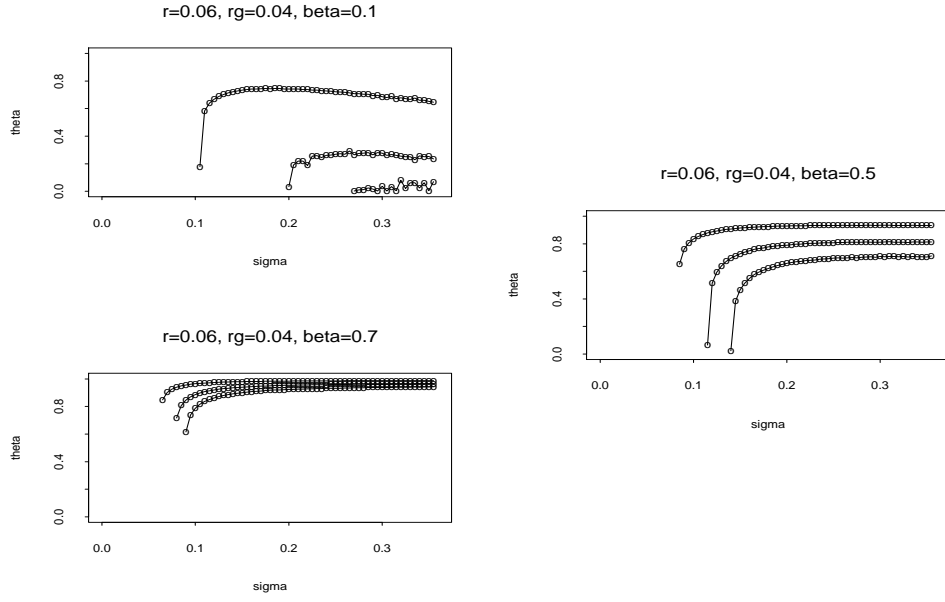 r=0.06, rg=0.04, beta=0.1
theta
0.8
0.4
0.0
0.0 0.1 0.2 0.3
sigma
r=0.06, rg=0.04, beta=0.5
theta
0.8
0.4
0.0
0.0 0.1 0.2 0.3
sigma
r=0.06, rg=0.04, beta=0.7
theta
0.8
0.4
0.0
0.0 0.1 0.2 0.3
sigma